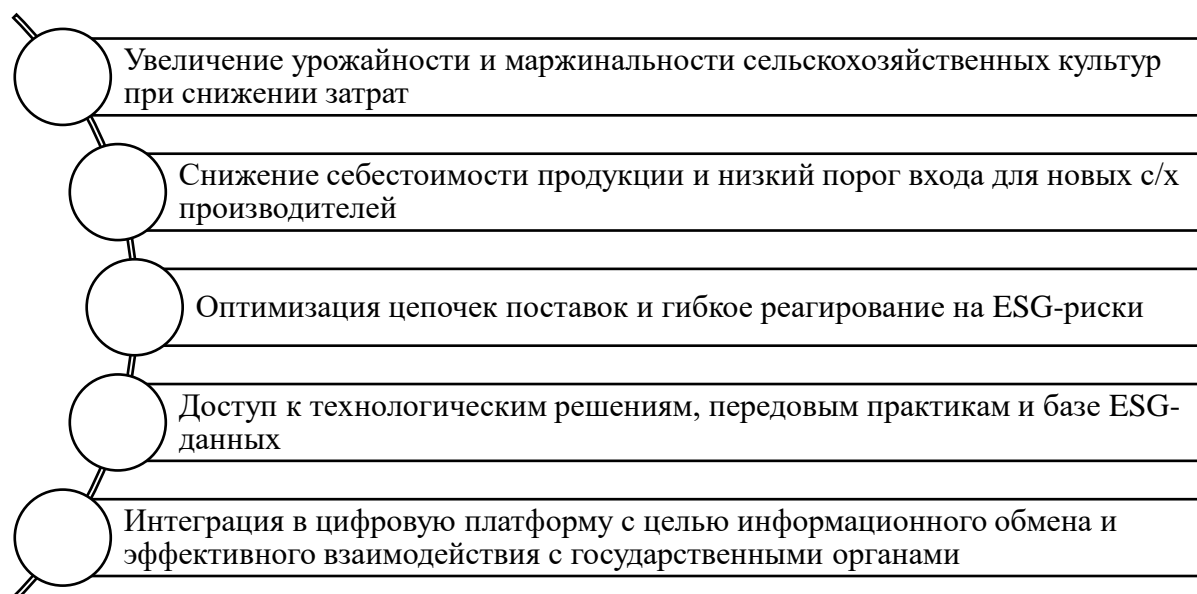 Увеличение урожайности и маржинальности сельскохозяйственных культур
при снижении затрат
Снижение себестоимости продукции и низкий порог входа для новых с/х
производителей
Оптимизация цепочек поставок и гибкое реагирование на ESG-риски
Доступ к технологическим решениям, передовым практикам и базе ESG-
данных
Интеграция в цифровую платформу с целью информационного обмена и
эффективного взаимодействия с государственными органами